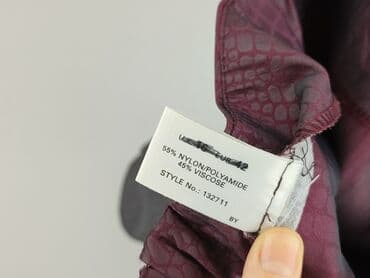 55% NYLON/POLYAMIDE
45% VISCOSE
STYLE No.: 132711
BY